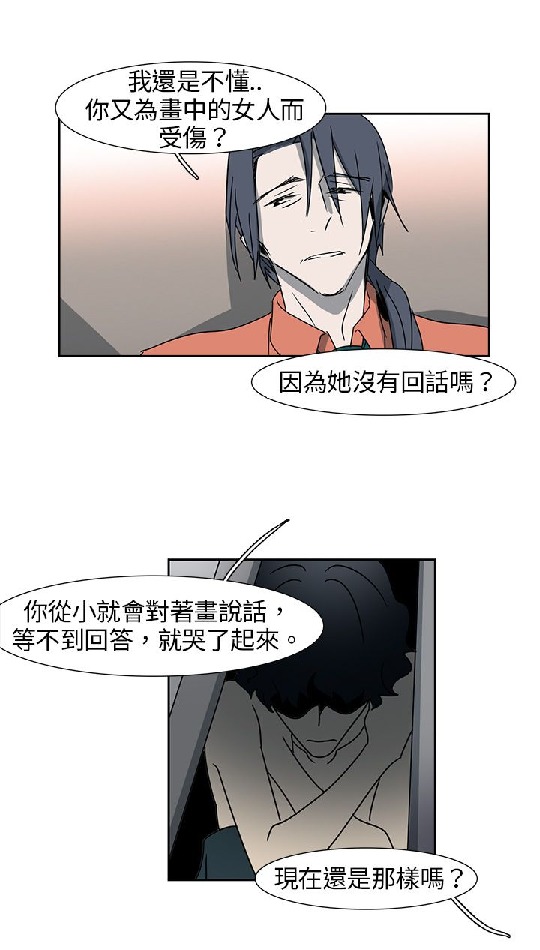 我還是不懂..
你又為畫中的女人而
受傷？
因為她沒有回話嗎？
你從小就會對著畫說話，
等不到回答，就哭了起來。
現在還是那樣嗎？